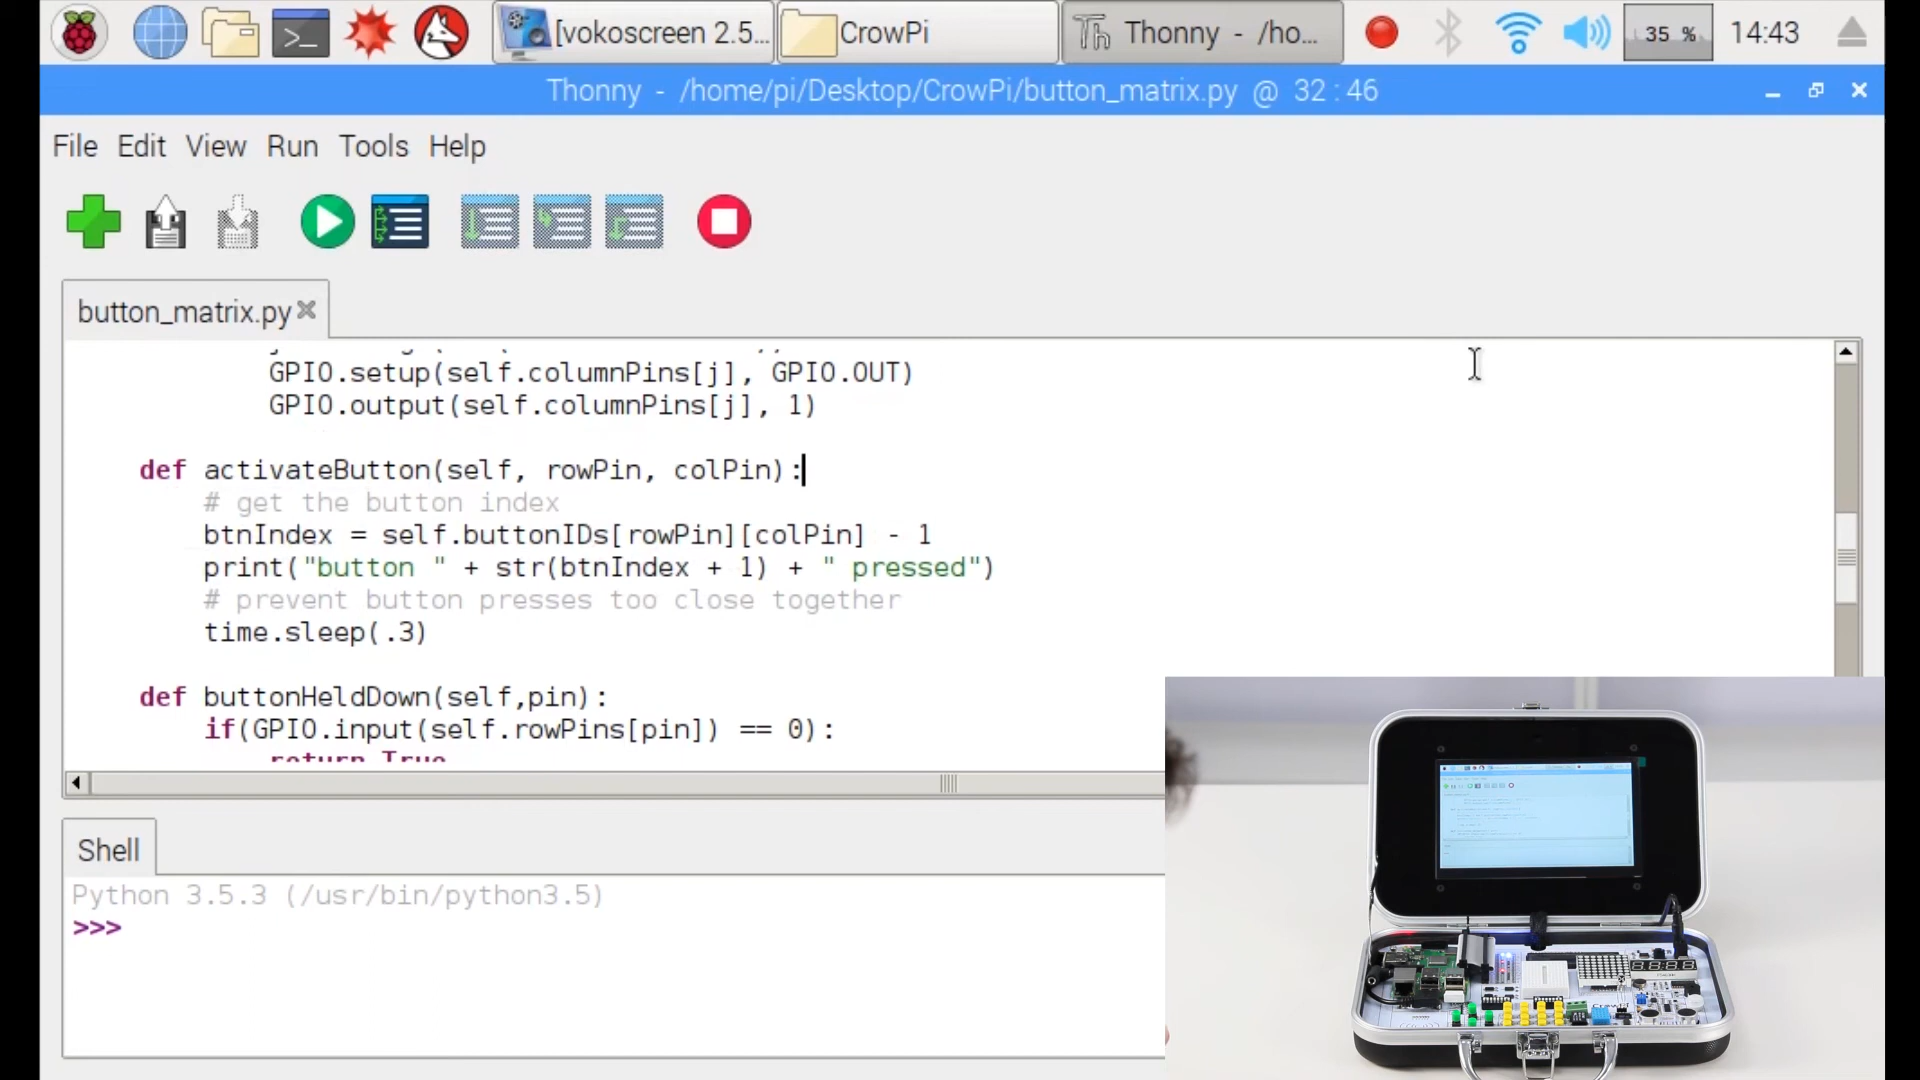 [vokoscreen 2.5...
CrowPi
Thonny - /ho...
35 %
14:43
Thonny - /home/pi/Desktop/CrowPi/button_matrix.py @ 32:46
File Edit View Run Tools Help
button_matrix.py
GPIO.setup(self.columnPins[j], GPIO.OUT)
GPIO.output(self.columnPins[j], 1)
def activateButton(self, rowPin, colPin):
# get the button index
btnIndex = self.buttonIDs[rowPin][colPin] - 1
print("button " + str(btnIndex + 1) + " pressed")
# prevent button presses too close together
time.sleep(.3)
def buttonHeldDown(self,pin):
if(GPIO.input(self.rowPins[pin]) == 0):
return True
Shell
Python 3.5.3 (/usr/bin/python3.5)
>>>
CrowPi